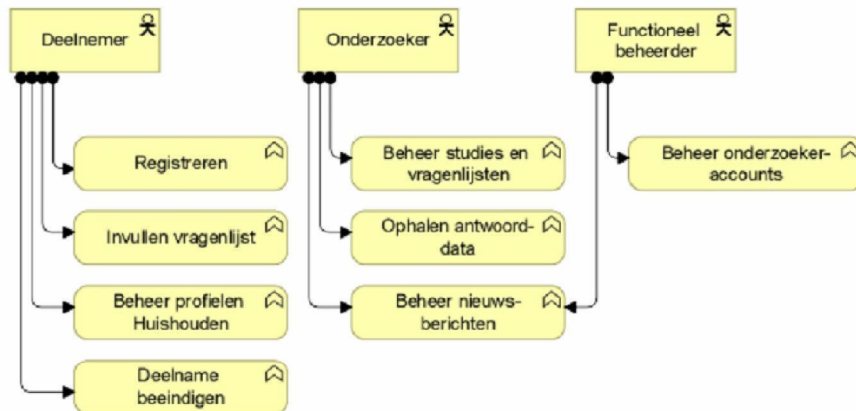 Deelnemer
Onderzoeker
Functioneel
beheerder
Registreren
Beheer studies en
vragenlijsten
Beheer onderzoeker-
accounts
Invullen vragenlijst
Ophalen antwoord-
data
Beheer profielen
Huishouden
Beheer nieuws-
berichten
Deelname
beeindigen